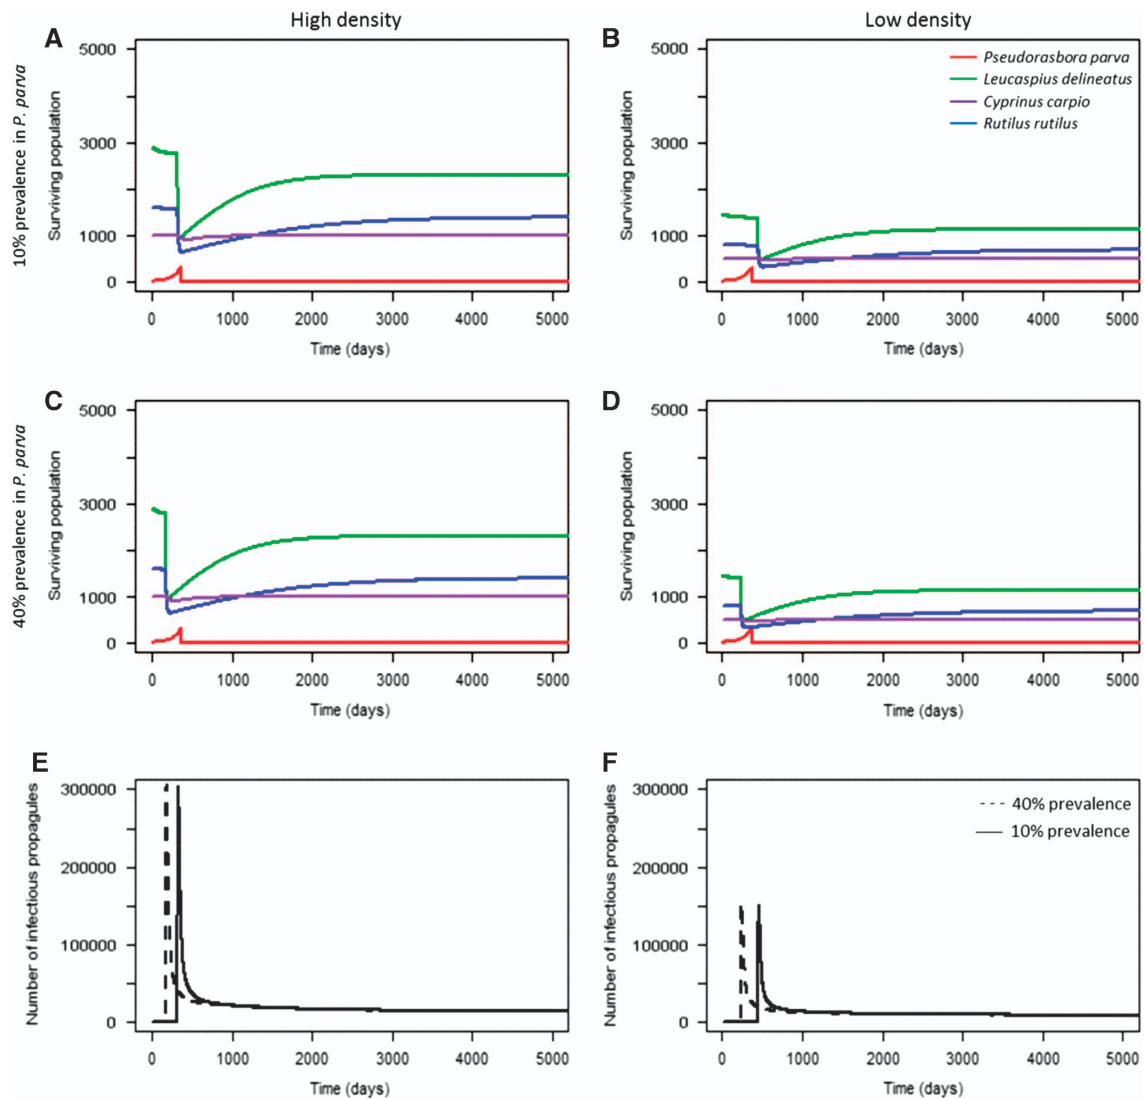 High density
Low density
A
10% prevalence in P. parva
Surviving population
5000
3000
1000
0
0 1000 2000 3000 4000 5000
Time (days)
B
Surviving population
5000
3000
1000
0
Pseudorasbora parva
Leucaspius delineatus
Cyprinus carpio
Rutilus rutilus
0 1000 2000 3000 4000 5000
Time (days)
C
40% prevalence in P. parva
Surviving population
5000
3000
1000
0
0 1000 2000 3000 4000 5000
Time (days)
D
Surviving population
5000
3000
1000
0
0 1000 2000 3000 4000 5000
Time (days)
E
Number of infectious propagules
300000
200000
100000
0
0 1000 2000 3000 4000 5000
Time (days)
F
Number of infectious propagules
300000
200000
100000
0
40% prevalence
10% prevalence
0 1000 2000 3000 4000 5000
Time (days)